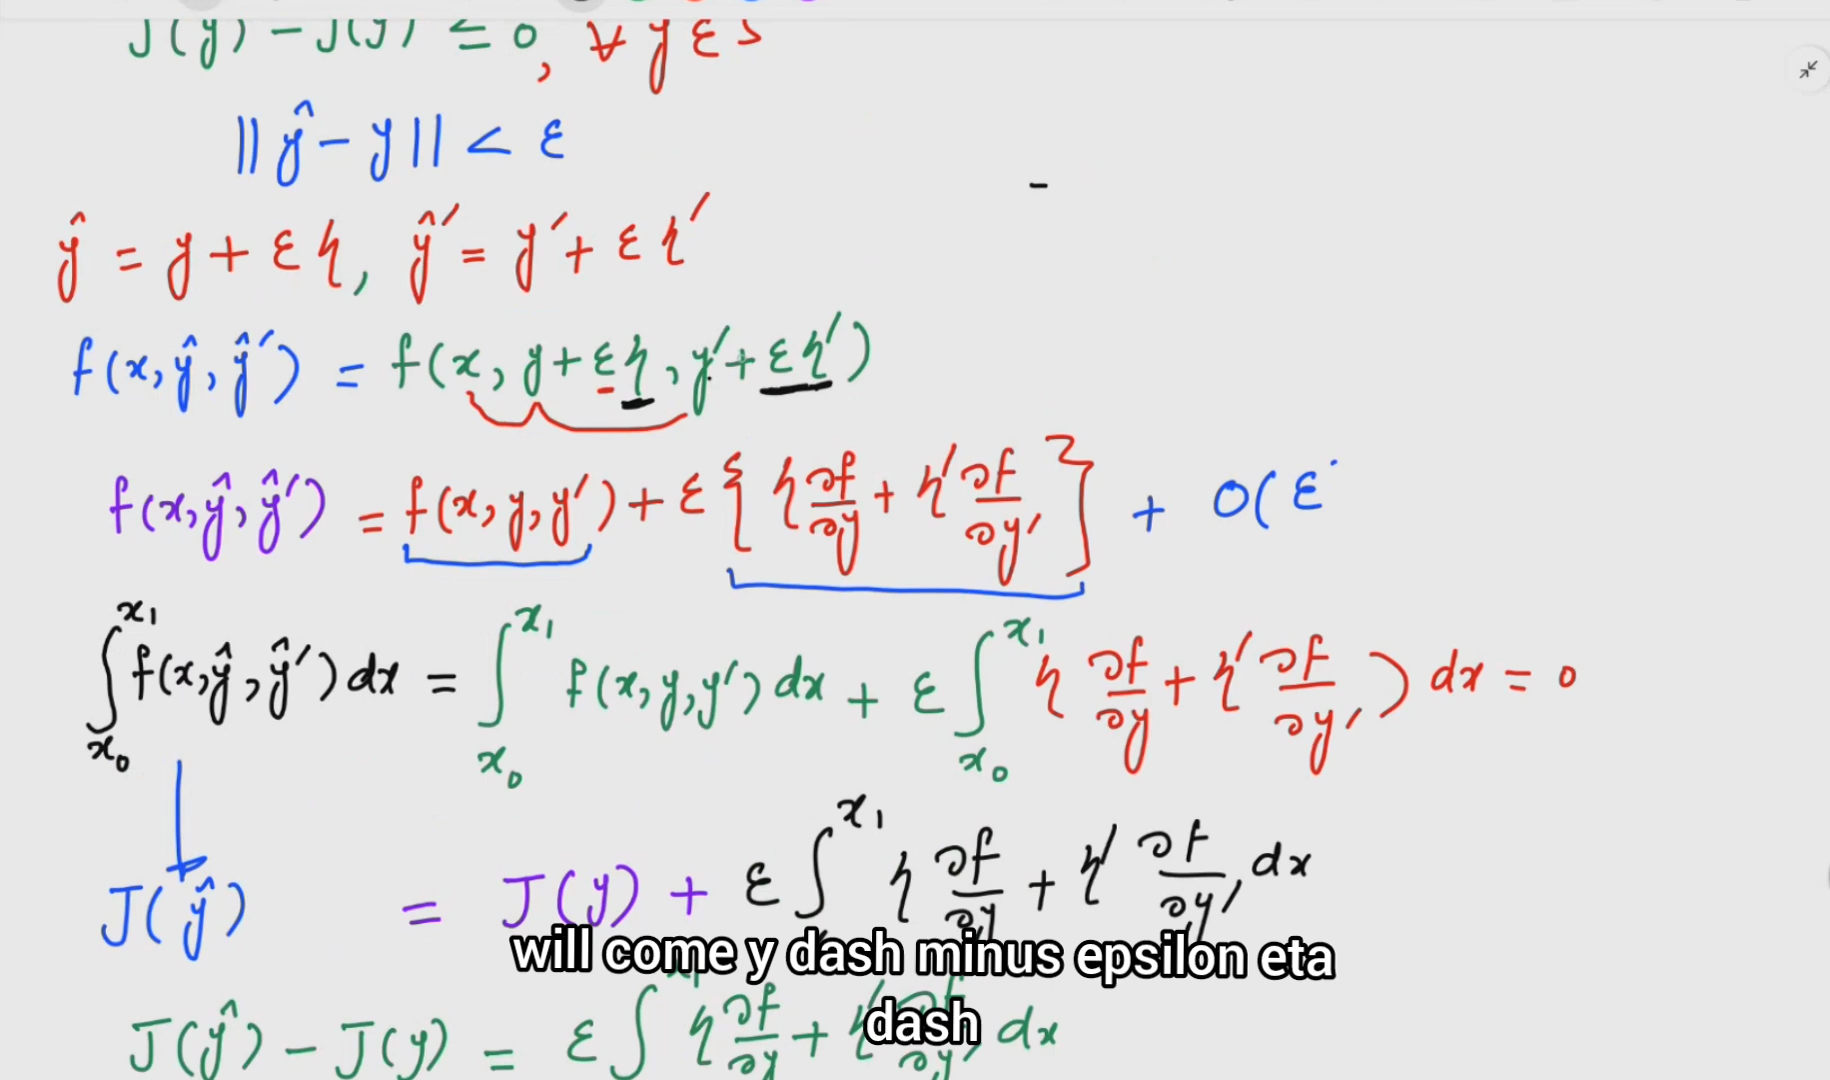 J(ŷ) - J(y) ≤ 0, ∀ y ε S
||ŷ - y|| < ε
ŷ = y + εη, ŷ' = y' + εη'
f(x, ŷ, ŷ') = f(x, y + εη, y' + εη')
f(x, ŷ, ŷ') = f(x, y, y') + ε{η ∂f/∂y + η' ∂f/∂y'} + O(ε
∫_{x₀}^{x₁} f(x, ŷ, ŷ') dx = ∫_{x₀}^{x₁} f(x, y, y') dx + ε ∫_{x₀}^{x₁} η ∂f/∂y + η' ∂f/∂y') dx = 0
J(ŷ) = J(y) + ε ∫^{x₁} η ∂f/∂y + η' ∂f/∂y' dx
will come y dash minus epsilon eta
dash
J(ŷ) - J(y) = ε ∫^{x₁} η ∂f/∂y + η' ∂f/∂y' dx